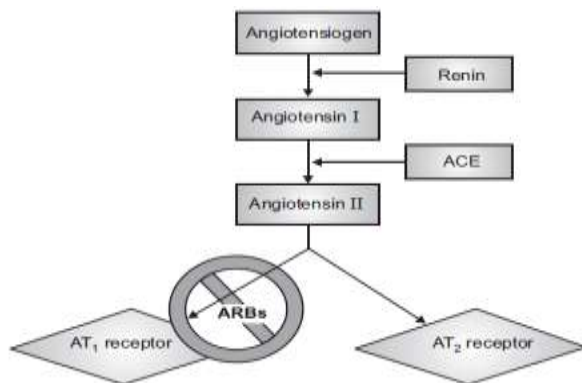 Angiotensiogen
Renin
Angiotensin I
ACE
Angiotensin II
ARBs
AT₁ receptor
AT₂ receptor